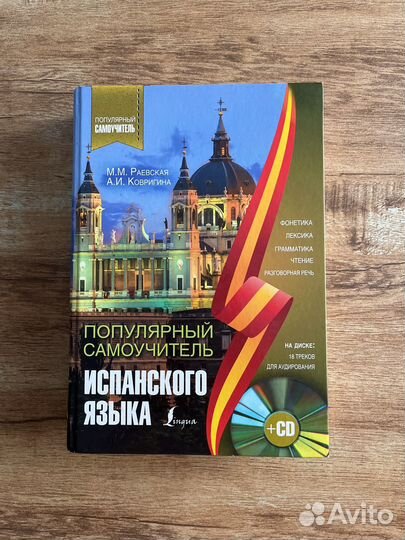 ПОПУЛЯРНЫЙ
САМОУЧИТЕЛЬ
М.М. РАЕВСКАЯ
А.И. КОВРИГИНА
ФОНЕТИКА
ЛЕКСИКА
ГРАММАТИКА
ЧТЕНИЕ
РАЗГОВОРНАЯ РЕЧЬ
ПОПУЛЯРНЫЙ
САМОУЧИТЕЛЬ
ИСПАНСКОГО
ЯЗЫКА
Lingua
НА ДИСКЕ:
18 ТРЕКОВ
ДЛЯ АУДИРОВАНИЯ
+CD
Avito